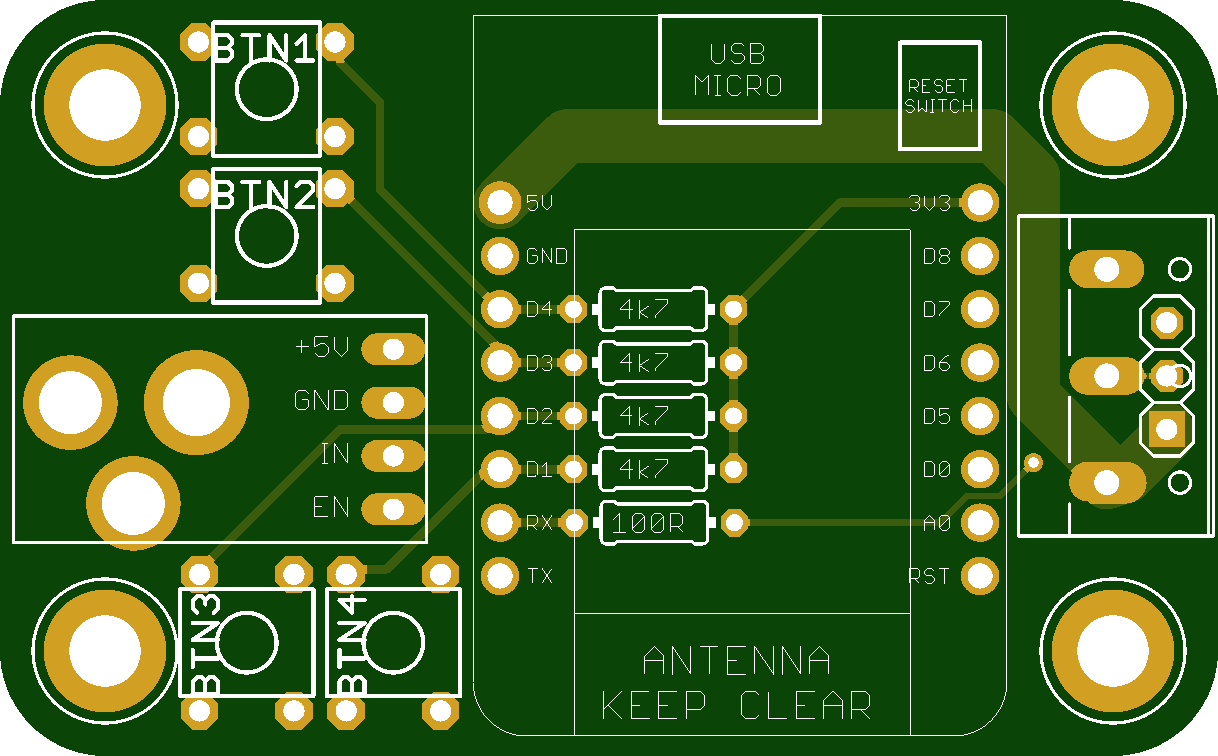 BTN1
USB
MICRO
RESET
SWITCH
BTN2
5V
3V3
GND
D8
D4
4k7
D7
+5V
D3
4k7
D6
GND
D2
4k7
D5
IN
D1
4k7
D0
EN
RX
100R
A0
TX
RST
BTN3
BTN4
ANTENNA
KEEP CLEAR